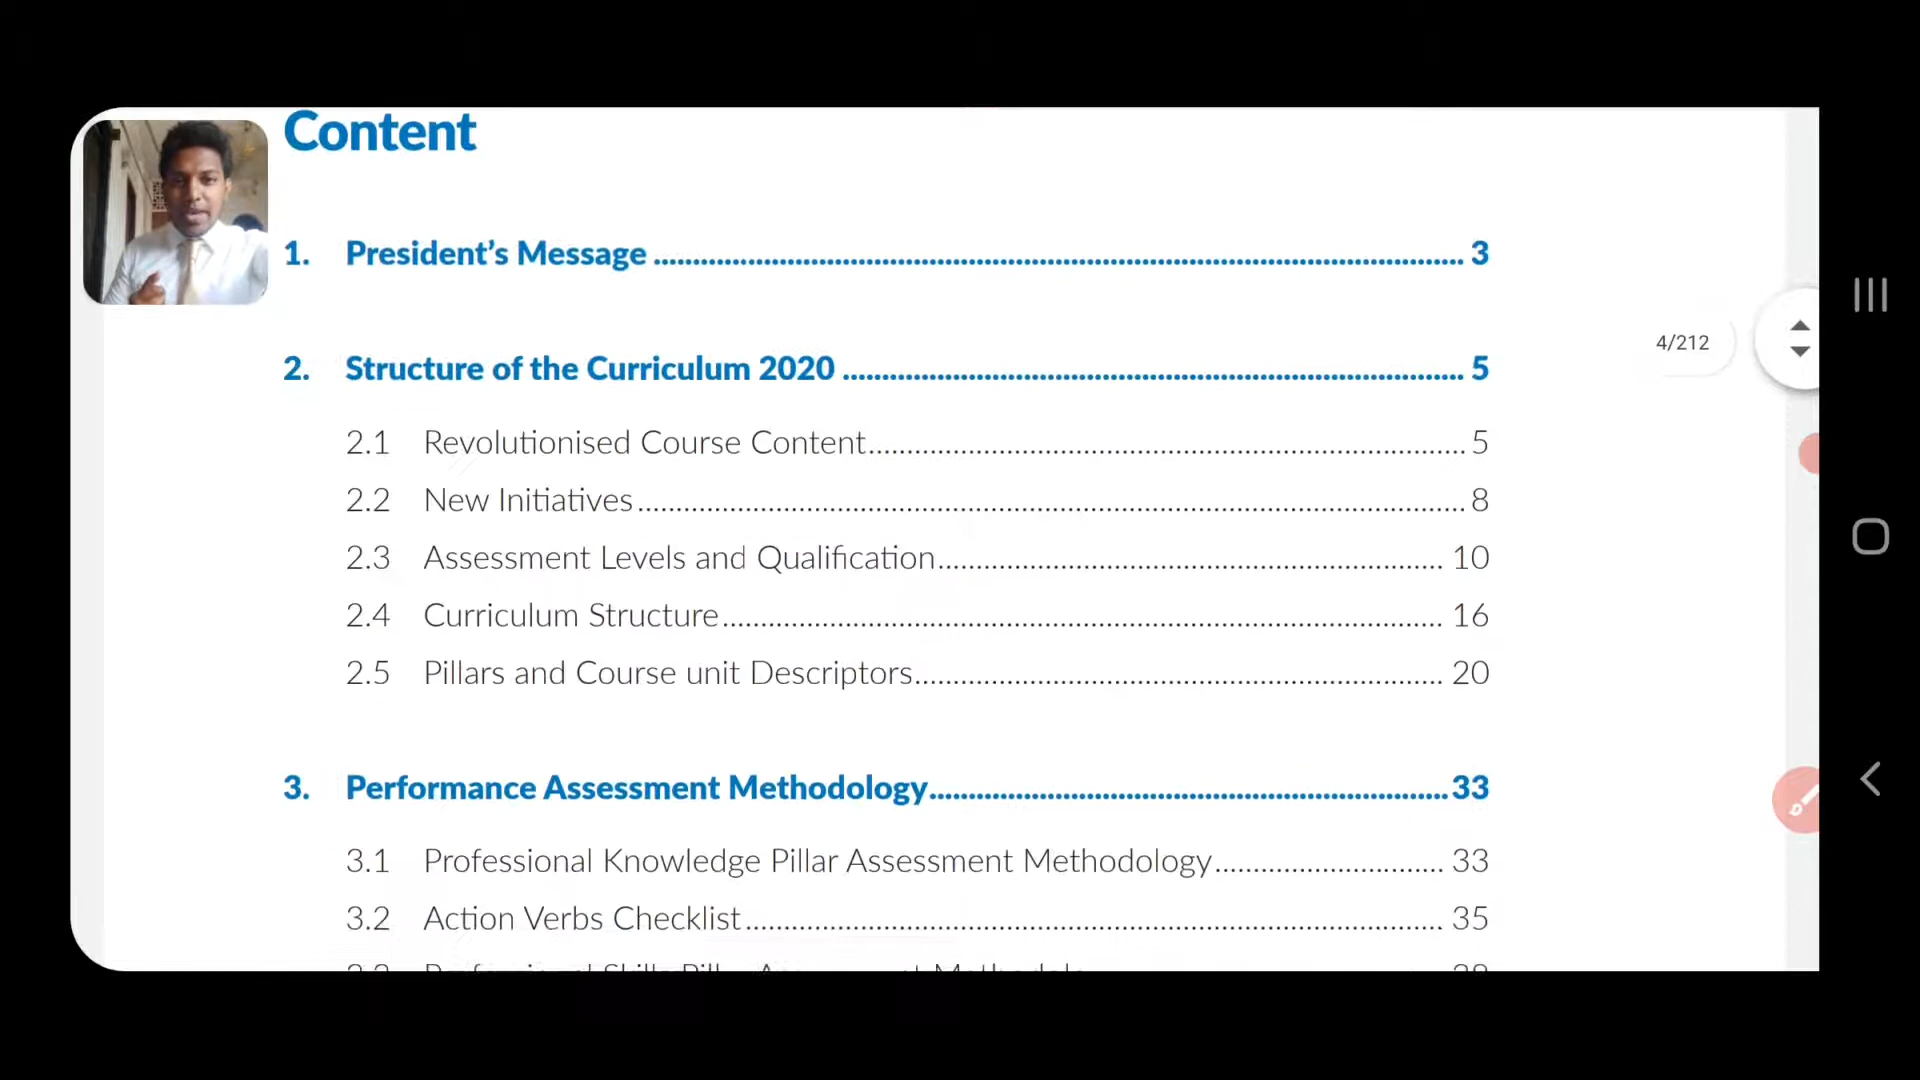 Content
1. President's Message 3
2. Structure of the Curriculum 2020 5
4/212
2.1 Revolutionised Course Content 5
2.2 New Initiatives 8
2.3 Assessment Levels and Qualification 10
2.4 Curriculum Structure 16
2.5 Pillars and Course unit Descriptors 20
3. Performance Assessment Methodology 33
3.1 Professional Knowledge Pillar Assessment Methodology 33
3.2 Action Verbs Checklist 35